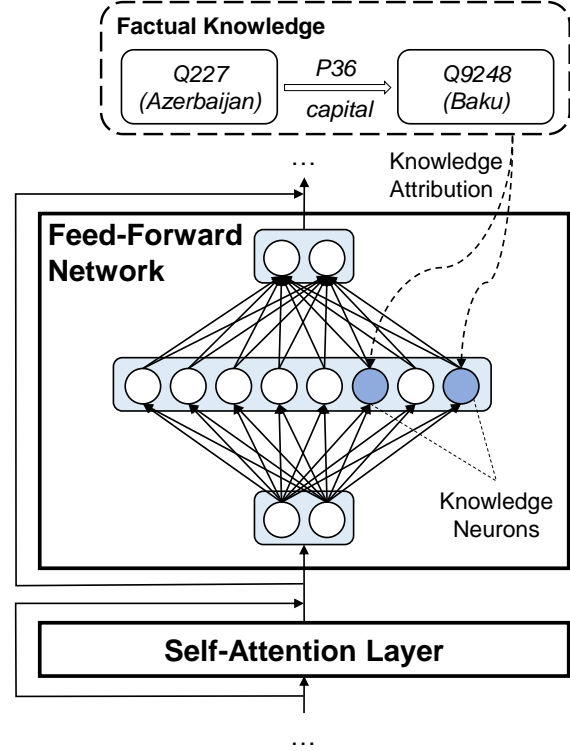 Factual Knowledge
Q227
(Azerbaijan)
P36
capital
Q9248
(Baku)
...
Knowledge
Attribution
Feed-Forward
Network
Knowledge
Neurons
Self-Attention Layer
...